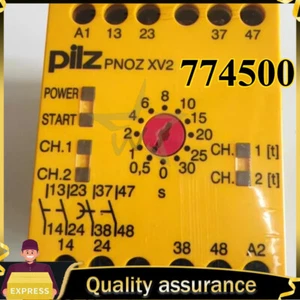 A1 13 23 37 47
pilz PNOZ XV2
774500
POWER
START
CH.1
CH.2
8
6 10
4 15
2 20
1 25
0,5 0 30
s
CH. 1 [t]
CH. 2 [t]
13 23 37 47
14 24 38 48
14 24 38 48 A2
EXPRESS
Quality assurance